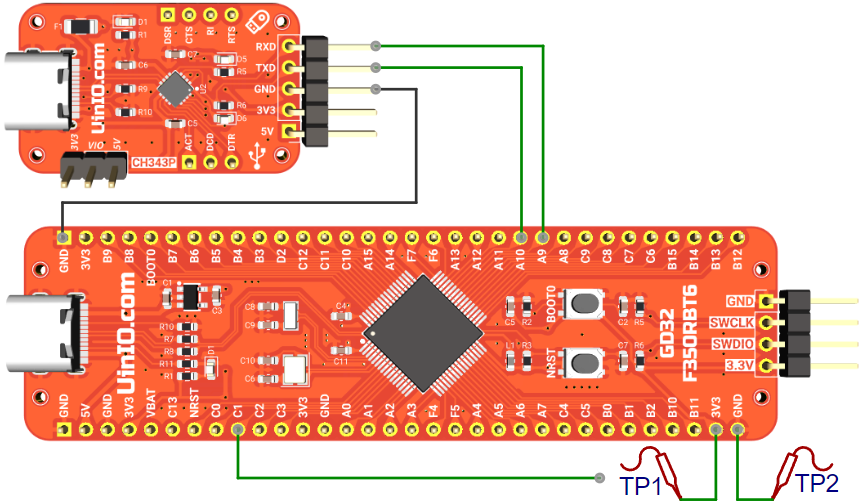 F1
D1
R1
DSR
CTS
RI
RTS
C7
C6
D5
R5
U2
R9
R10
R6
D6
C5
UinIO.com
RXD
TXD
GND
3V3
5V
3V3
VIO
5V
CH343P
ACT
DCD
DTR
GND
3V3
B9
B8
BOOT0
B7
B6
B5
B4
B3
D2
C12
C11
C10
A15
A14
F7
F6
A13
A12
A11
A10
A9
A8
C9
C8
C7
C6
B15
B14
B13
B12
UinIO.com
C1
C3
R10
R7
R8
R11
R1
D1
C8
C9
C10
C6
C4
C11
C5
R2
BOOT0
C2
R5
L1
R3
NRST
C7
R6
GD32
F350RBT6
GND
SWCLK
SWDIO
3.3V
GND
5V
GND
3V3
VBAT
C13
NRST
C0
C1
C2
C3
3V3
GND
A0
A1
A2
A3
F4
F5
A4
A5
A6
A7
C4
C5
B0
B1
B2
B10
B11
3V3
GND
TP1
TP2